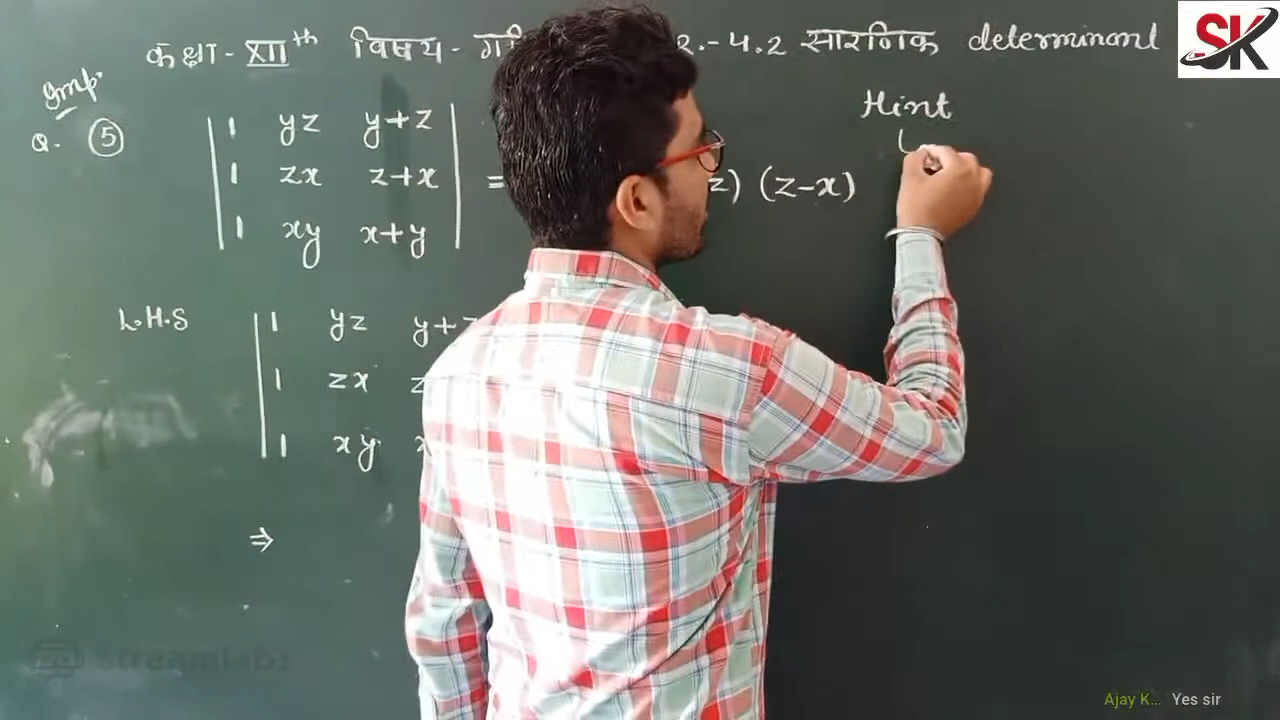 कक्षा - XIIth विषय - 2.-4.2 सारणिक determinant
SK
Imp.
Hint
Q. 5
| 1 yz y+z |
| 1 zx z+x | = z) (z-x)
| 1 xy x+y |
L.H.S | 1 yz y+
| 1 zx
| 1 xy
⇒
streamlabs
Ajay K... Yes sir